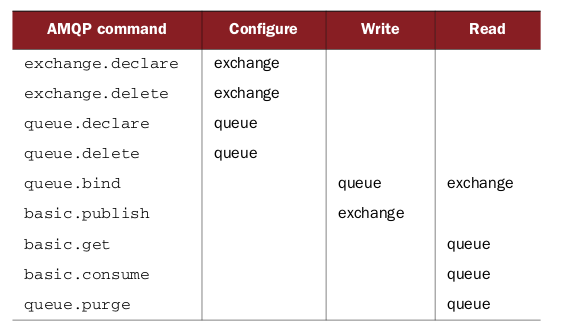 AMQP command Configure Write Read
exchange.declare exchange
exchange.delete exchange
queue.declare queue
queue.delete queue
queue.bind queue exchange
basic.publish exchange
basic.get queue
basic.consume queue
queue.purge queue